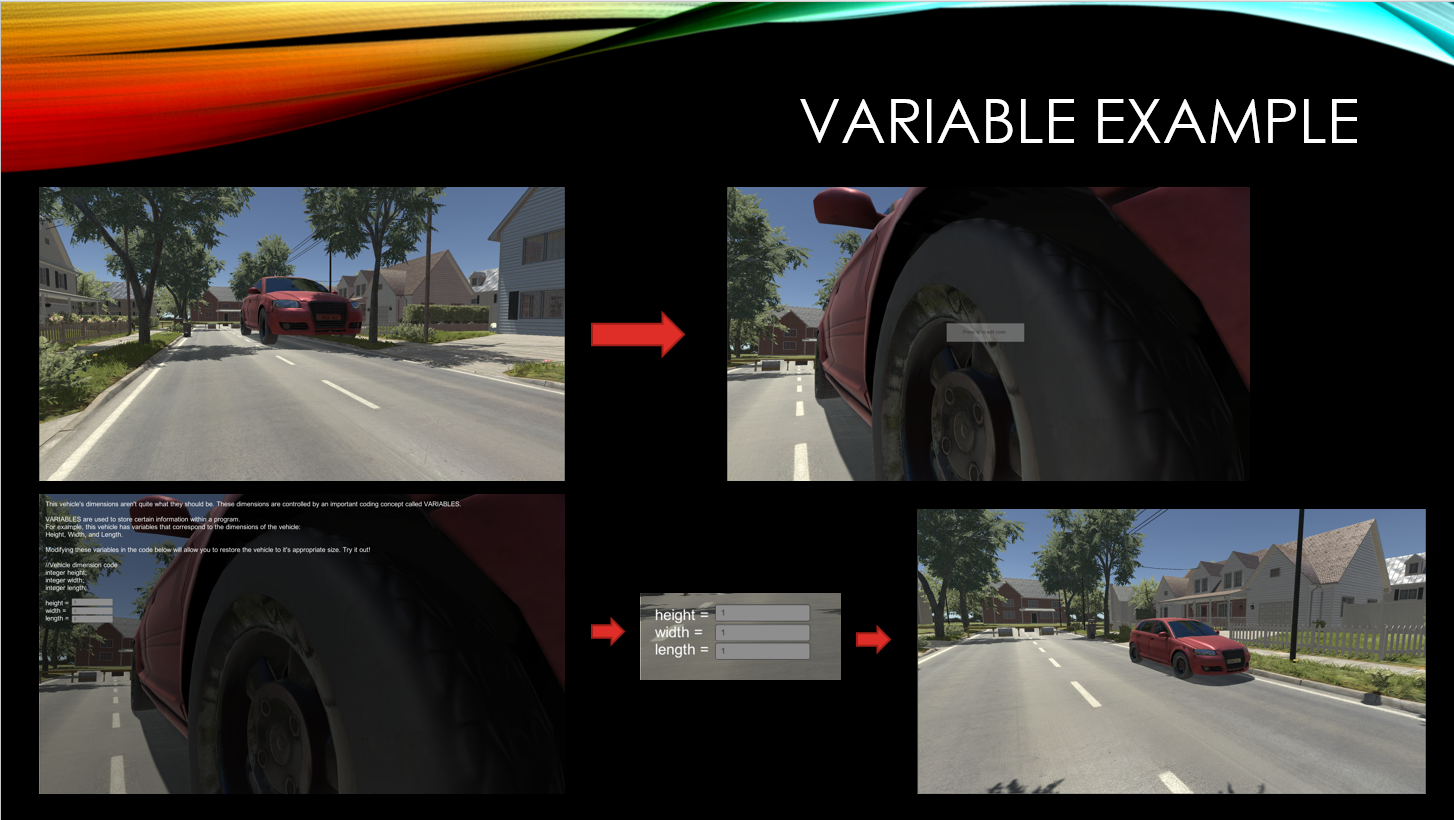 VARIABLE EXAMPLE
This vehicle's dimensions aren't quite what they should be. These dimensions are controlled by an important coding concept called VARIABLES.
VARIABLES are used to store certain information within a program.
For example, this vehicle has variables that correspond to the dimensions of the vehicle:
Height, Width, and Length.
Modifying these variables in the code below will allow you to restore the vehicle to it's appropriate size. Try it out!
//Vehicle dimension code
integer height;
integer width;
integer length;
height =
width =
length =
height = 1
width = 1
length = 1